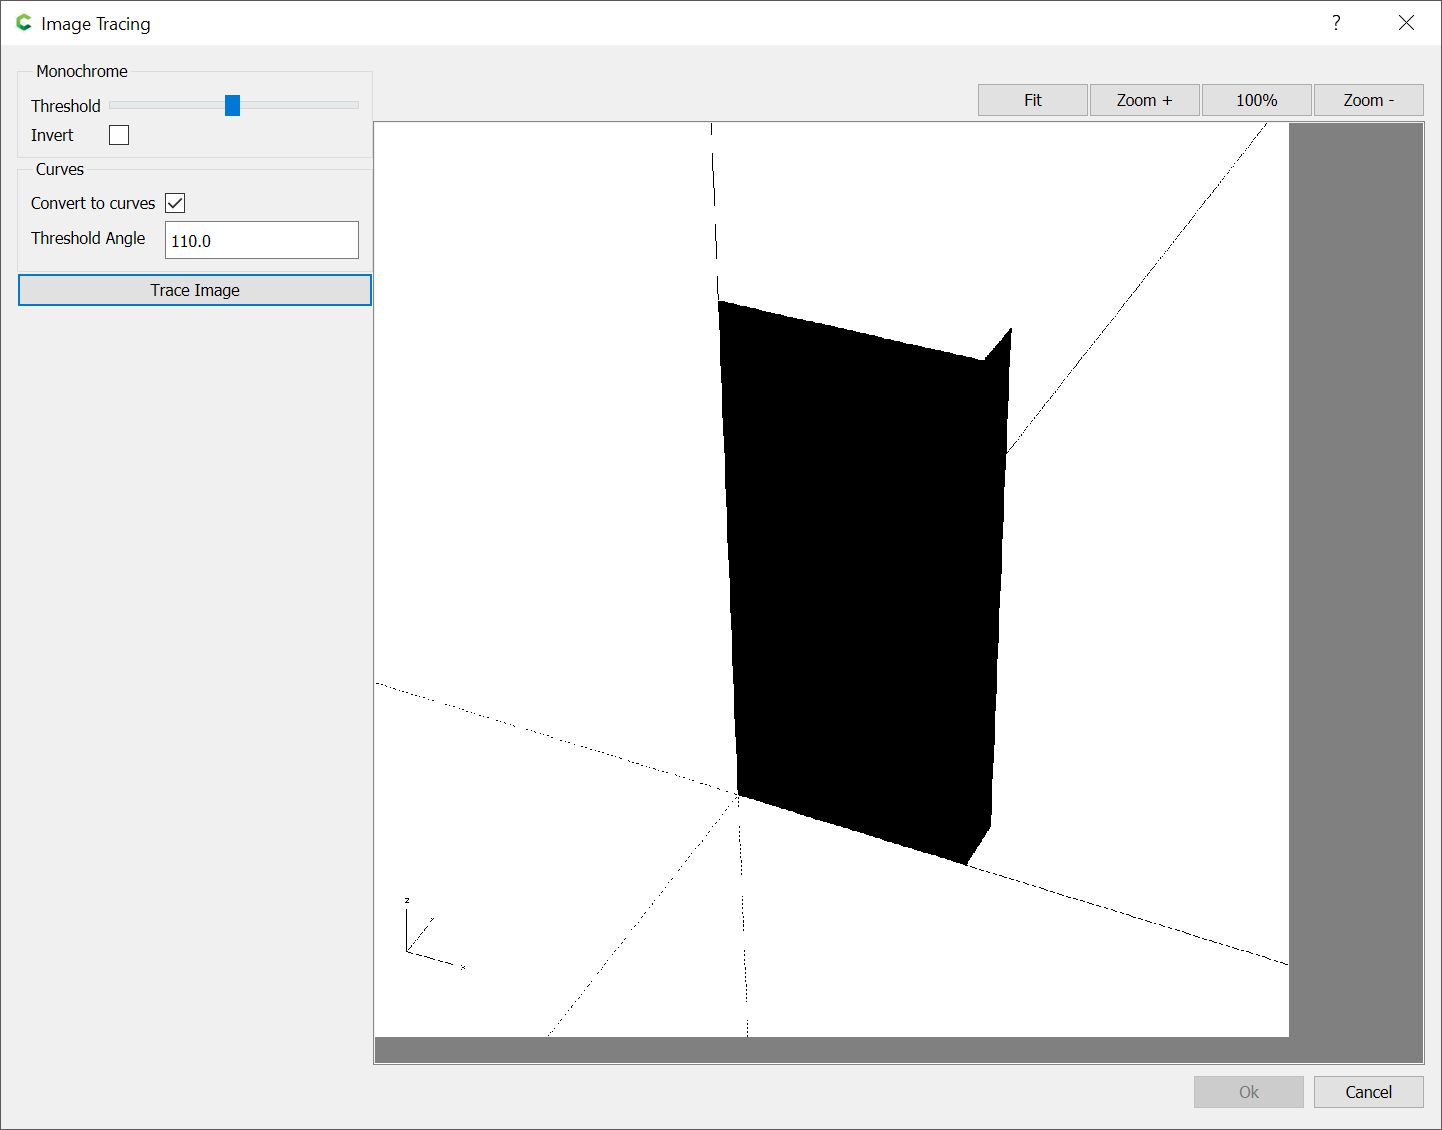 Image Tracing
?
Monochrome
Threshold
Invert
Curves
Convert to curves
Threshold Angle
110.0
Trace Image
Fit
Zoom +
100%
Zoom -
z
x
Ok
Cancel